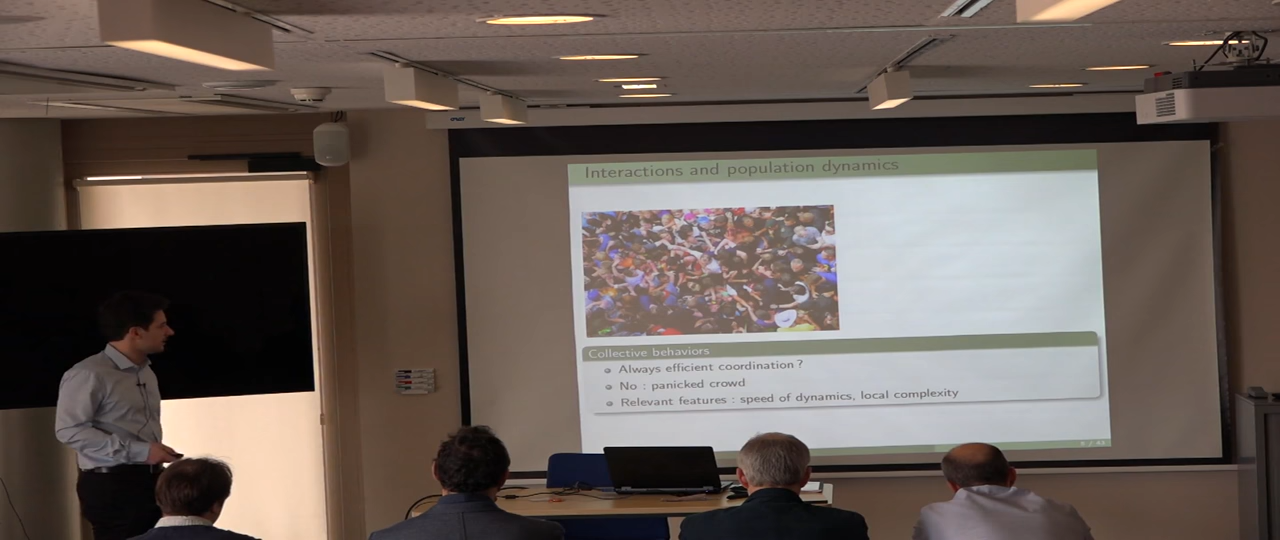 Interactions and population dynamics
Collective behaviors
Always efficient coordination ?
No : panicked crowd
Relevant features : speed of dynamics, local complexity